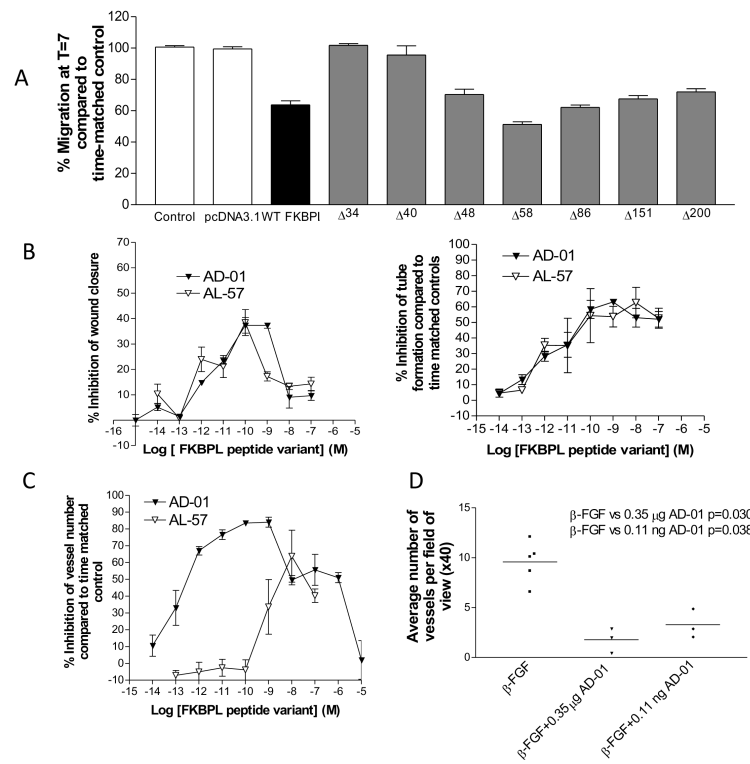 A
% Migration at T=7
compared to
time-matched control
120
100
80
60
40
20
0
Control
pcDNA3.1
WT FKBPl
Δ34
Δ40
Δ48
Δ58
Δ86
Δ151
Δ200
B
% Inhibition of wound closure
70
60
50
40
30
20
10
-10
AD-01
AL-57
-16
-14
-13
-12
-11
-10
-9
-8
-7
-6
-5
Log [ FKBPL peptide variant] (M)
% Inhibition of tube
formation compared to
time matched controls
100
90
80
70
60
50
40
30
20
10
0
-10
AD-01
AL-57
-15
-14
-13
-12
-11
-10
-9
-8
-7
-6
-5
Log [FKBPL peptide variant] (M)
C
% Inhibition of vessel number
compared to time-matched
control
100
90
80
70
60
50
40
30
20
10
0
-10
AD-01
AL-57
-15
-14
-13
-12
-11
-10
-9
-8
-7
-6
-5
Log [FKBPL peptide variant] (M)
D
Average number of
vessels per field of
view (x40)
15
10
5
0
β-FGF vs 0.35 μg AD-01 p=0.030
β-FGF vs 0.11 ng AD-01 p=0.038
β-FGF
β-FGF+0.35μg AD-01
β-FGF+0.11 ng AD-01